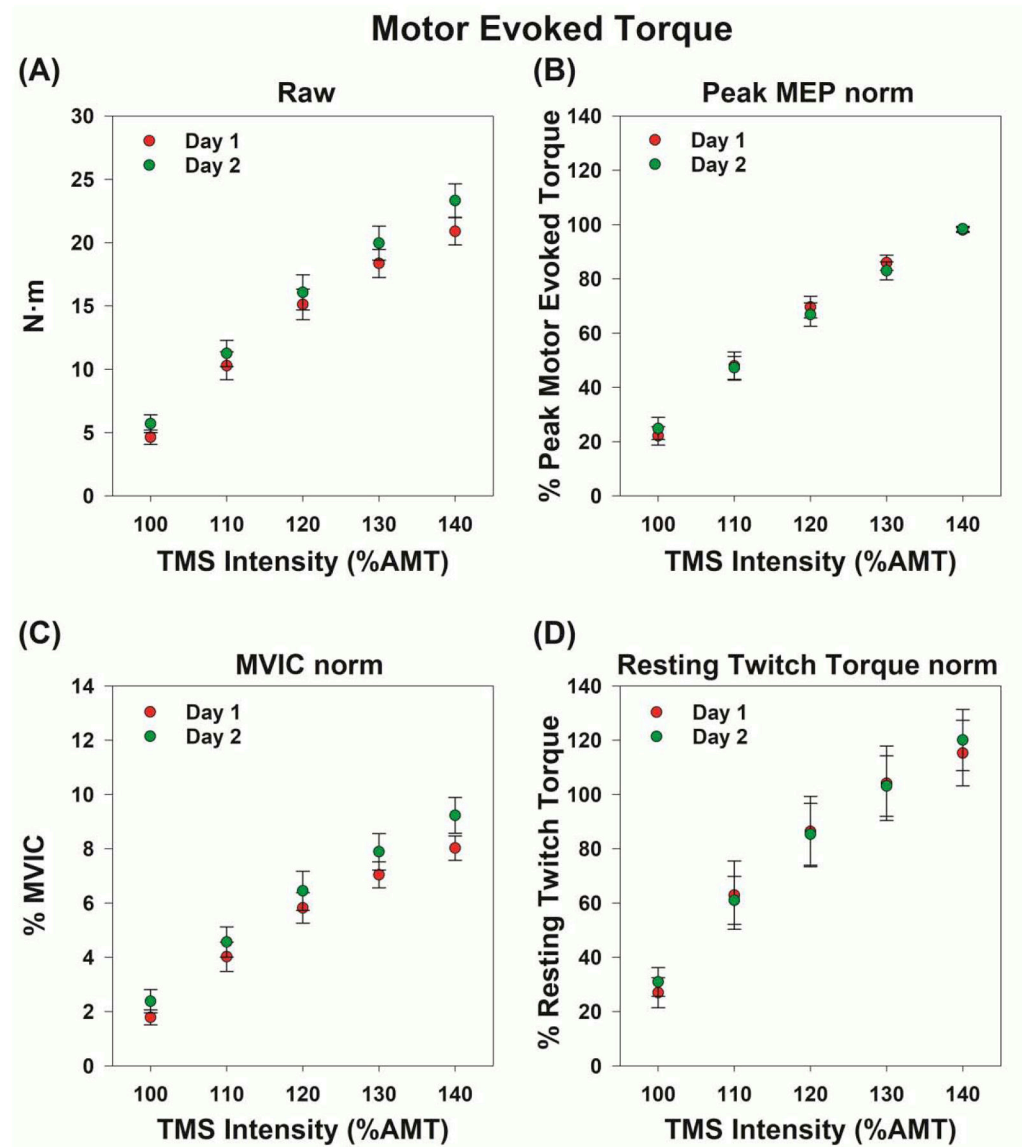 Motor Evoked Torque
(A)
Raw
N·m
30
25
20
15
10
5
0
Day 1
Day 2
100 110 120 130 140
TMS Intensity (%AMT)
(B)
Peak MEP norm
% Peak Motor Evoked Torque
140
120
100
80
60
40
20
0
Day 1
Day 2
100 110 120 130 140
TMS Intensity (%AMT)
(C)
MVIC norm
% MVIC
14
12
10
8
6
4
2
0
Day 1
Day 2
100 110 120 130 140
TMS Intensity (%AMT)
(D)
Resting Twitch Torque norm
% Resting Twitch Torque
140
120
100
80
60
40
20
0
Day 1
Day 2
100 110 120 130 140
TMS Intensity (%AMT)